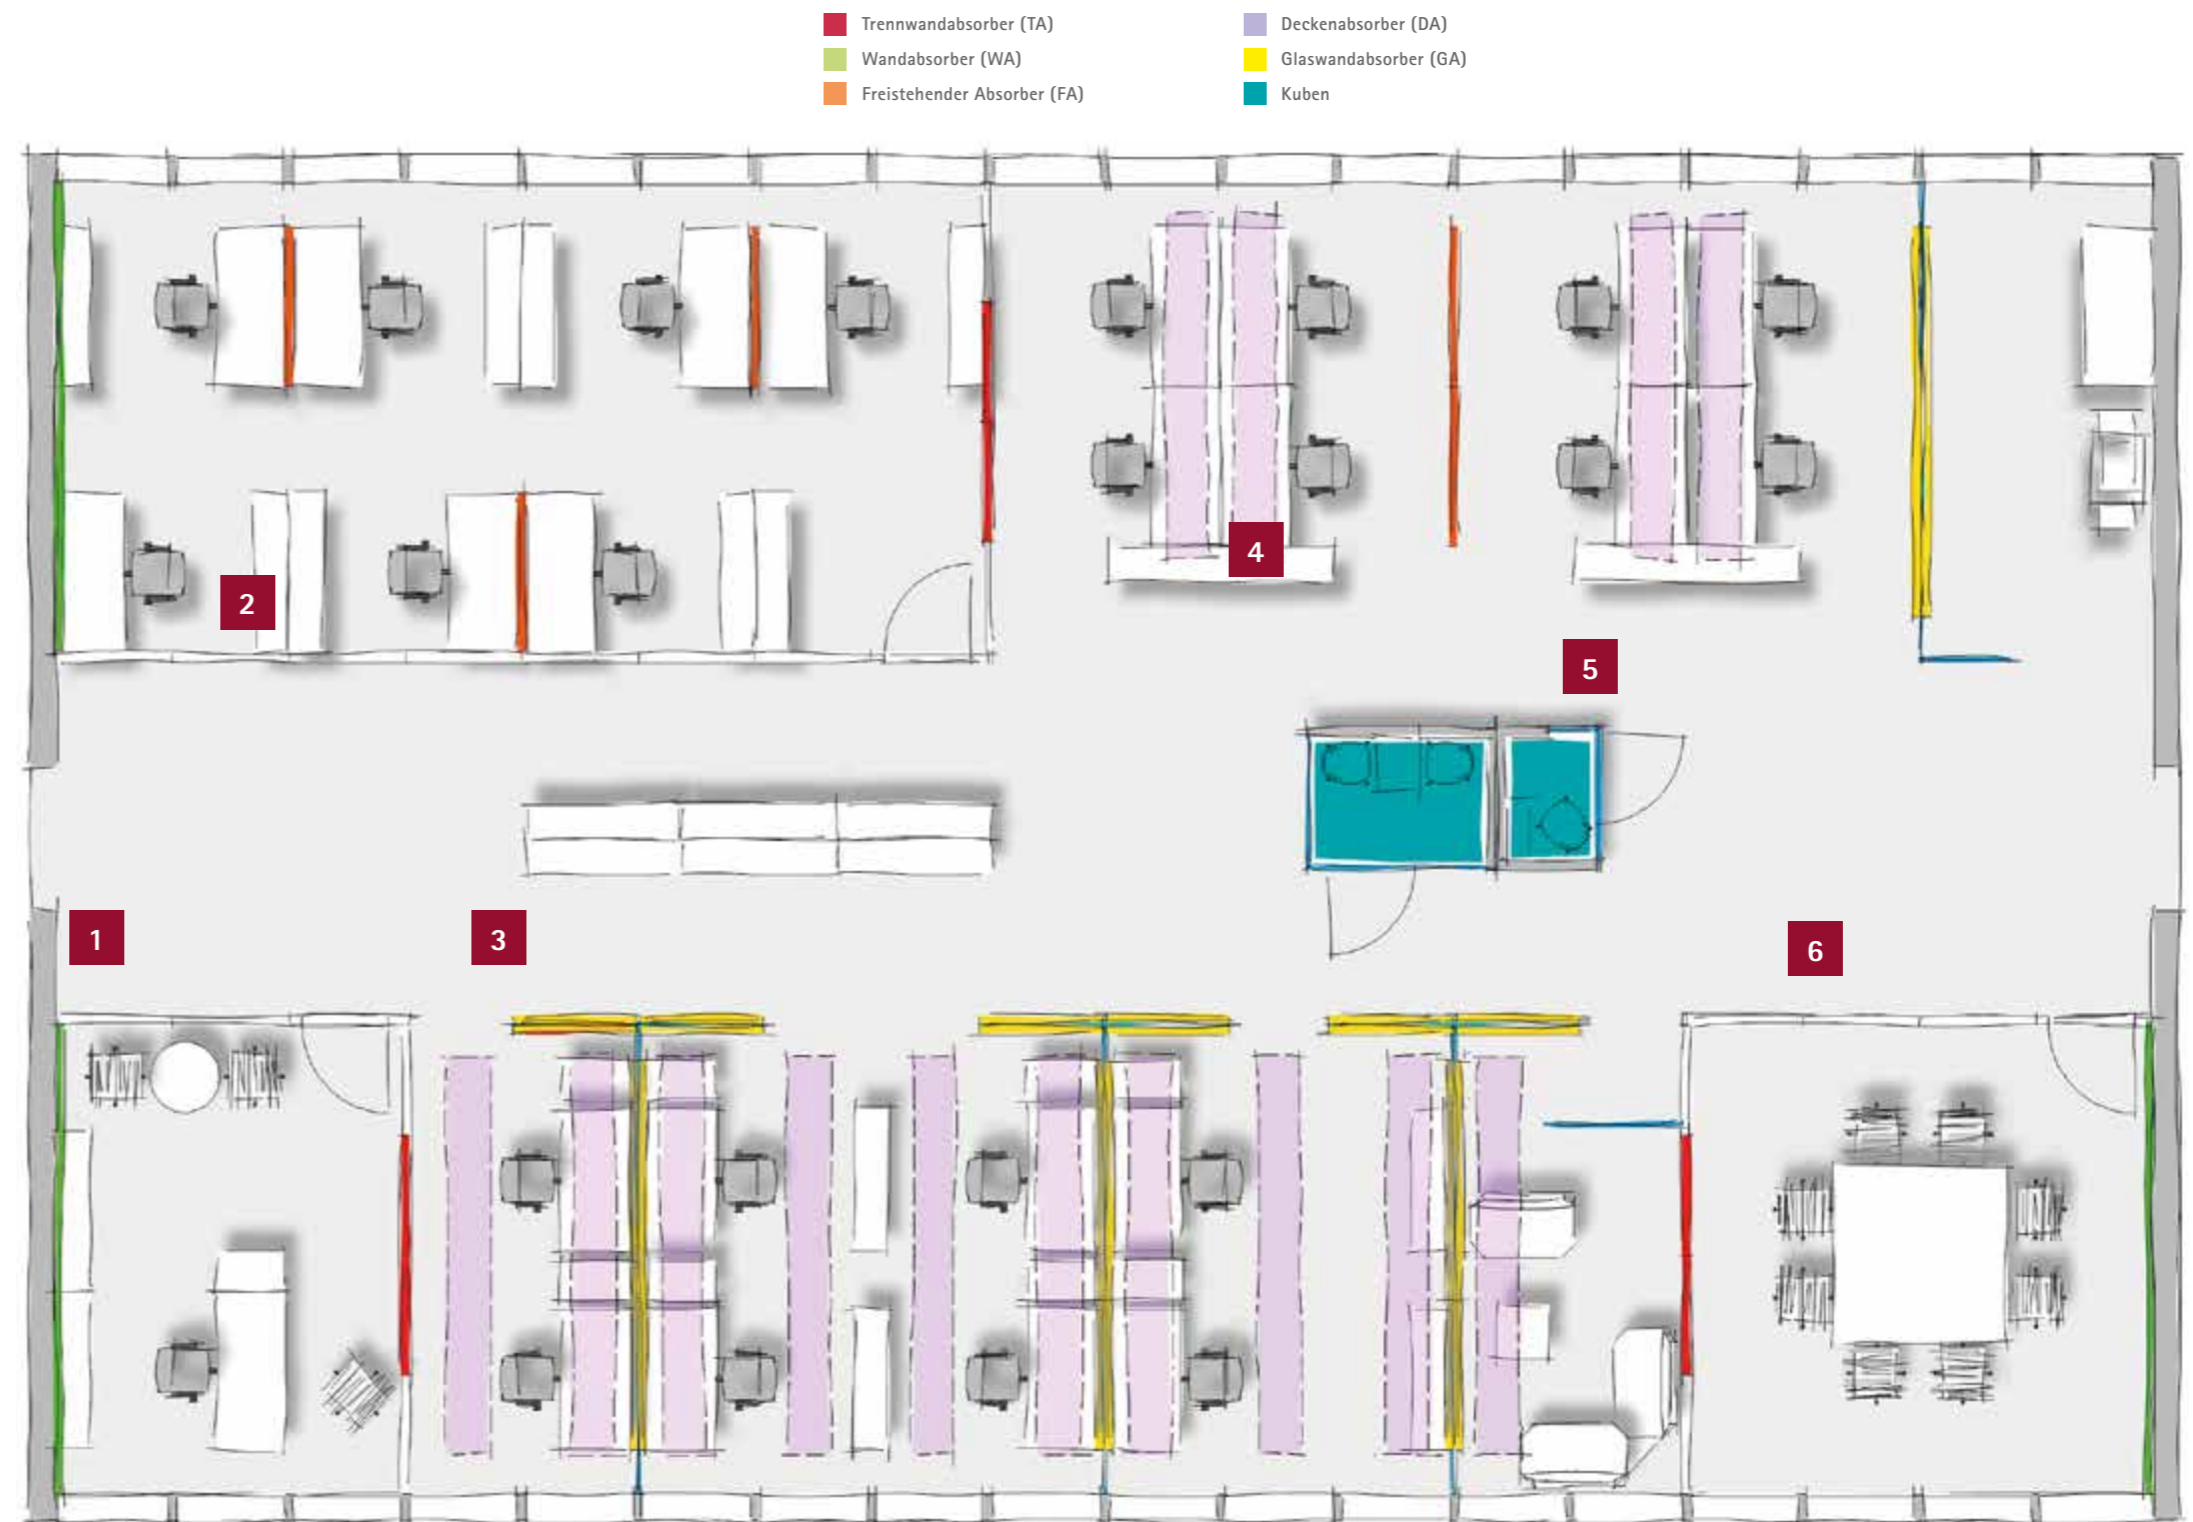 Trennwandabsorber (TA)
Wandabsorber (WA)
Freistehender Absorber (FA)
Deckenabsorber (DA)
Glaswandabsorber (GA)
Kuben
4
2
5
1
3
6